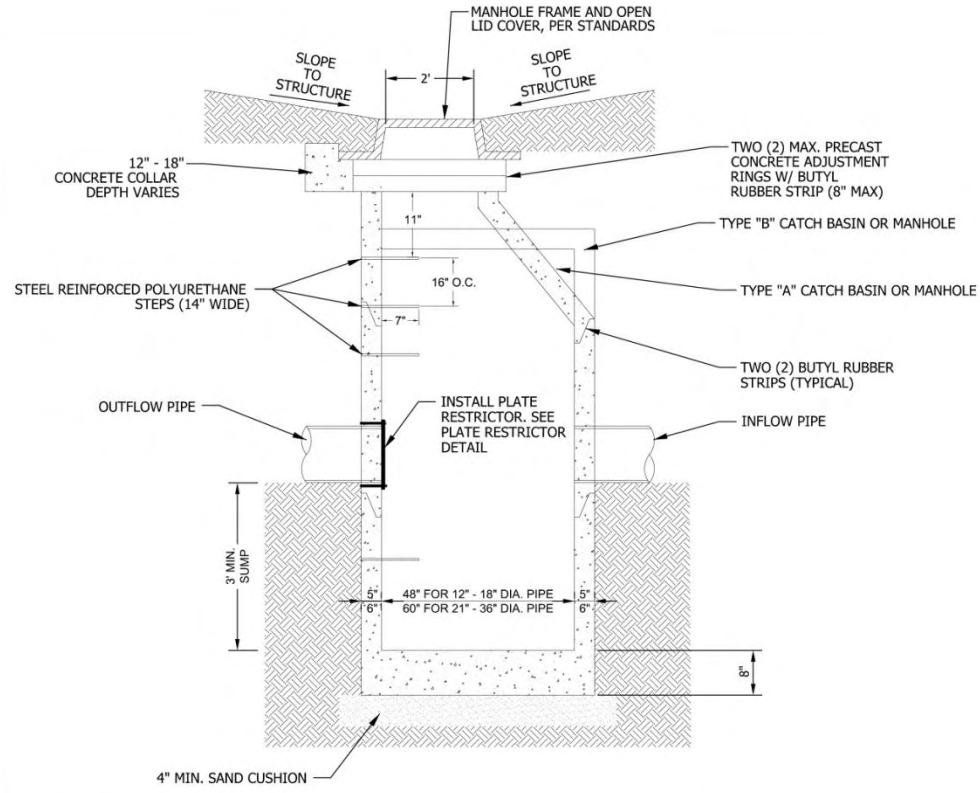 MANHOLE FRAME AND OPEN
LID COVER, PER STANDARDS
SLOPE
TO
STRUCTURE
2'
SLOPE
TO
STRUCTURE
12" - 18"
CONCRETE COLLAR
DEPTH VARIES
TWO (2) MAX. PRECAST
CONCRETE ADJUSTMENT
RINGS W/ BUTYL
RUBBER STRIP (8" MAX)
11"
TYPE "B" CATCH BASIN OR MANHOLE
STEEL REINFORCED POLYURETHANE
STEPS (14" WIDE)
16" O.C.
TYPE "A" CATCH BASIN OR MANHOLE
7"
TWO (2) BUTYL RUBBER
STRIPS (TYPICAL)
OUTFLOW PIPE
INSTALL PLATE
RESTRICTOR. SEE
PLATE RESTRICTOR
DETAIL
INFLOW PIPE
3' MIN.
SUMP
5" 48" FOR 12" - 18" DIA. PIPE 5"
6" 60" FOR 21" - 36" DIA. PIPE 6"
8"
4" MIN. SAND CUSHION